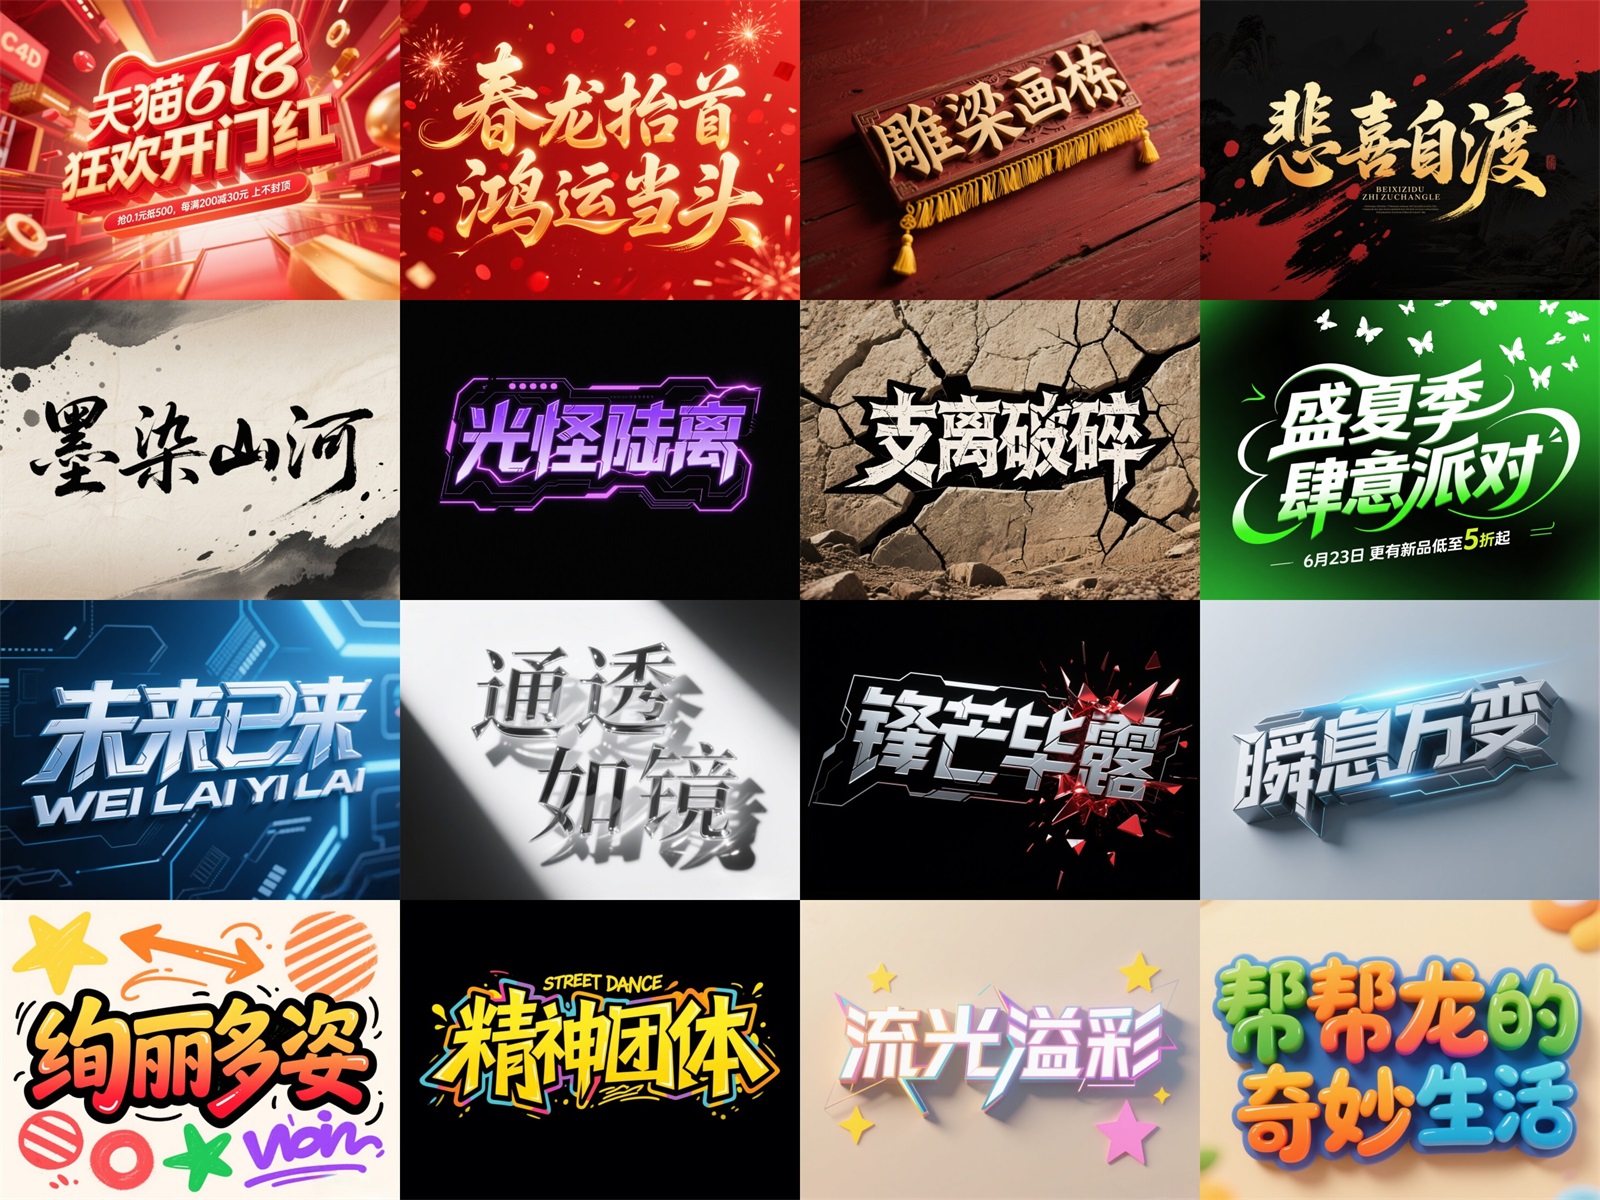 C4D
天猫618
狂欢开门红
抢0.1元抵500，每满200减30元 上不封顶
春龙抬首
鸿运当头
雕梁画栋
悲喜自渡
BEIXIZIDU
ZHI ZUCHANGLE
墨染山河
光怪陆离
支离破碎
盛夏季
肆意派对
6月23日 更有新品低至5折起
未来已来
WEI LAI YI LAI
通透
如镜
锋芒毕露
瞬息万变
绚丽多姿
STREET DANCE
精神团体
流光溢彩
帮帮龙的
奇妙生活